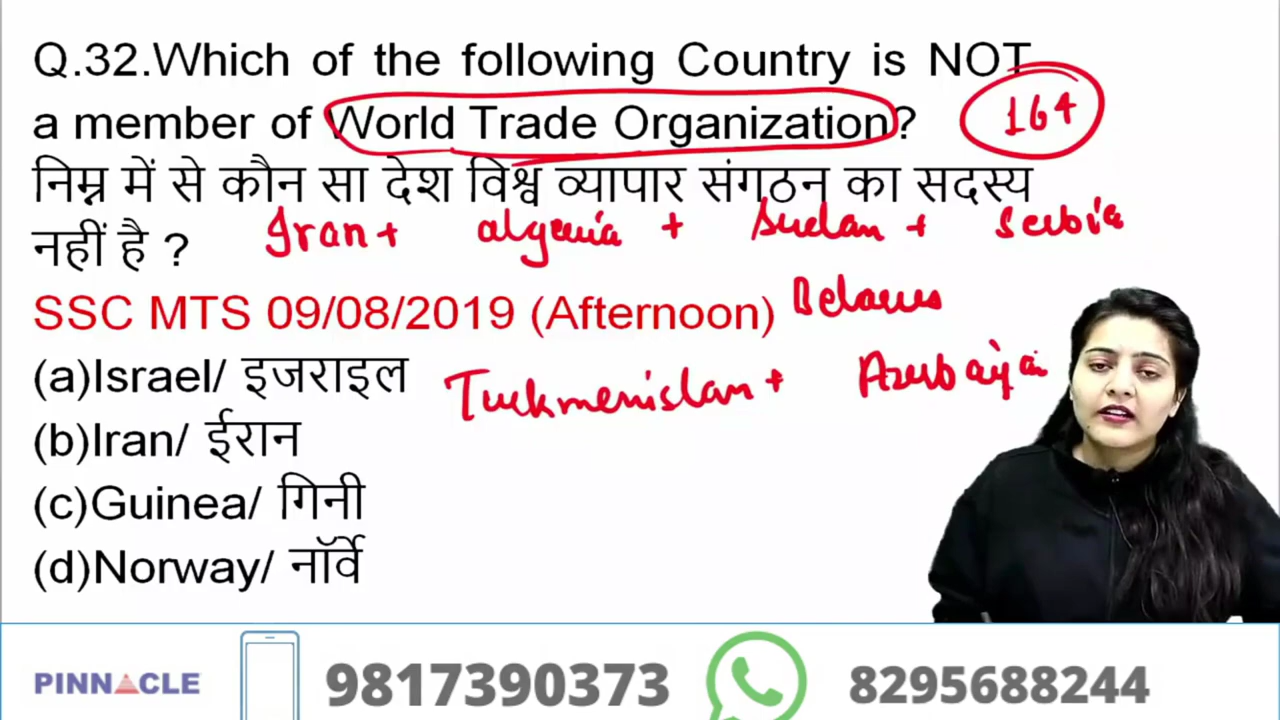 Q.32.Which of the following Country is NOT
a member of World Trade Organization?
164
निम्न में से कौन सा देश विश्व व्यापार संगठन का सदस्य
नहीं है ?
Iran + algeria + Sudan + Serbia
SSC MTS 09/08/2019 (Afternoon)
Belarus
(a)Israel/ इजराइल
Turkmenistan + Azerbaijan
(b)Iran/ ईरान
(c)Guinea/ गिनी
(d)Norway/ नॉर्वे
PINNACLE 9817390373 8295688244